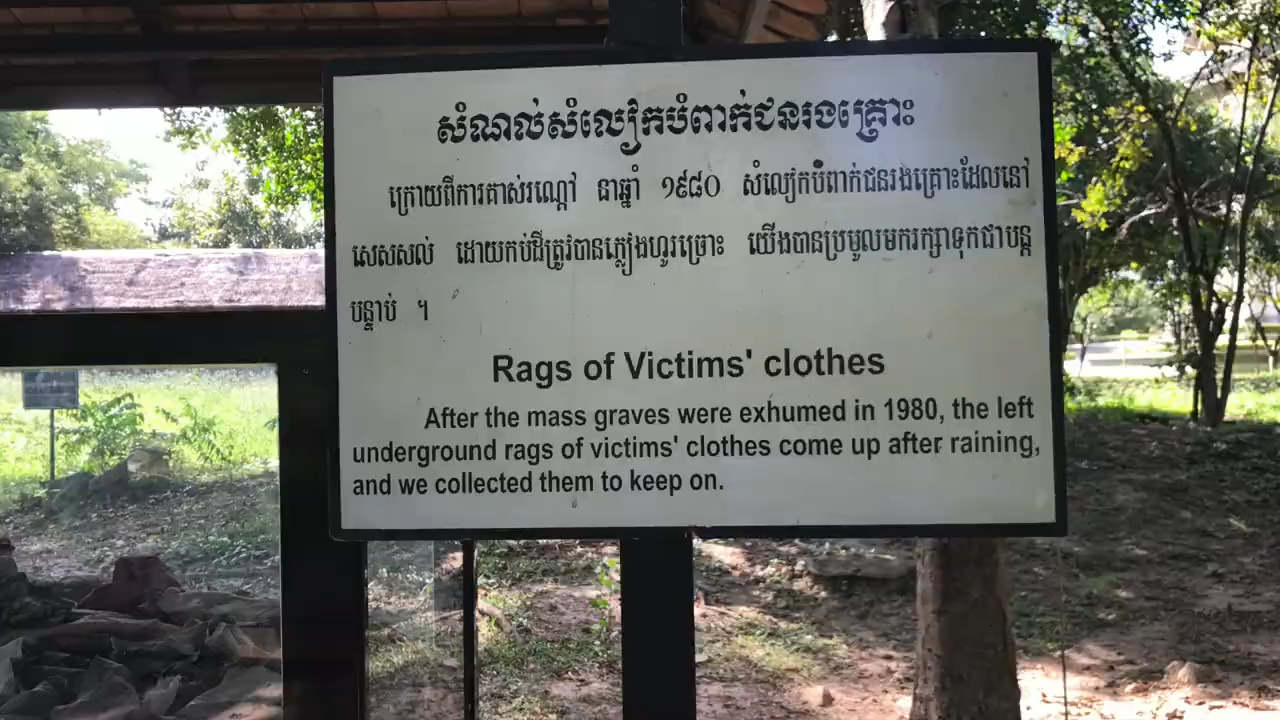 សំណល់សំលៀកបំពាក់ជនរងគ្រោះ
ក្រោយពីការគាស់រណ្តៅ នាឆ្នាំ ១៩៨០ សំលៀកបំពាក់ជនរងគ្រោះដែលនៅ
សេសសល់ ដោយកប់ដីត្រូវបានភ្លៀងហូរច្រោះ យើងបានប្រមូលមករក្សាទុកជាបន្ត
បន្ទាប់ ។
Rags of Victims' clothes
After the mass graves were exhumed in 1980, the left
underground rags of victims' clothes come up after raining,
and we collected them to keep on.